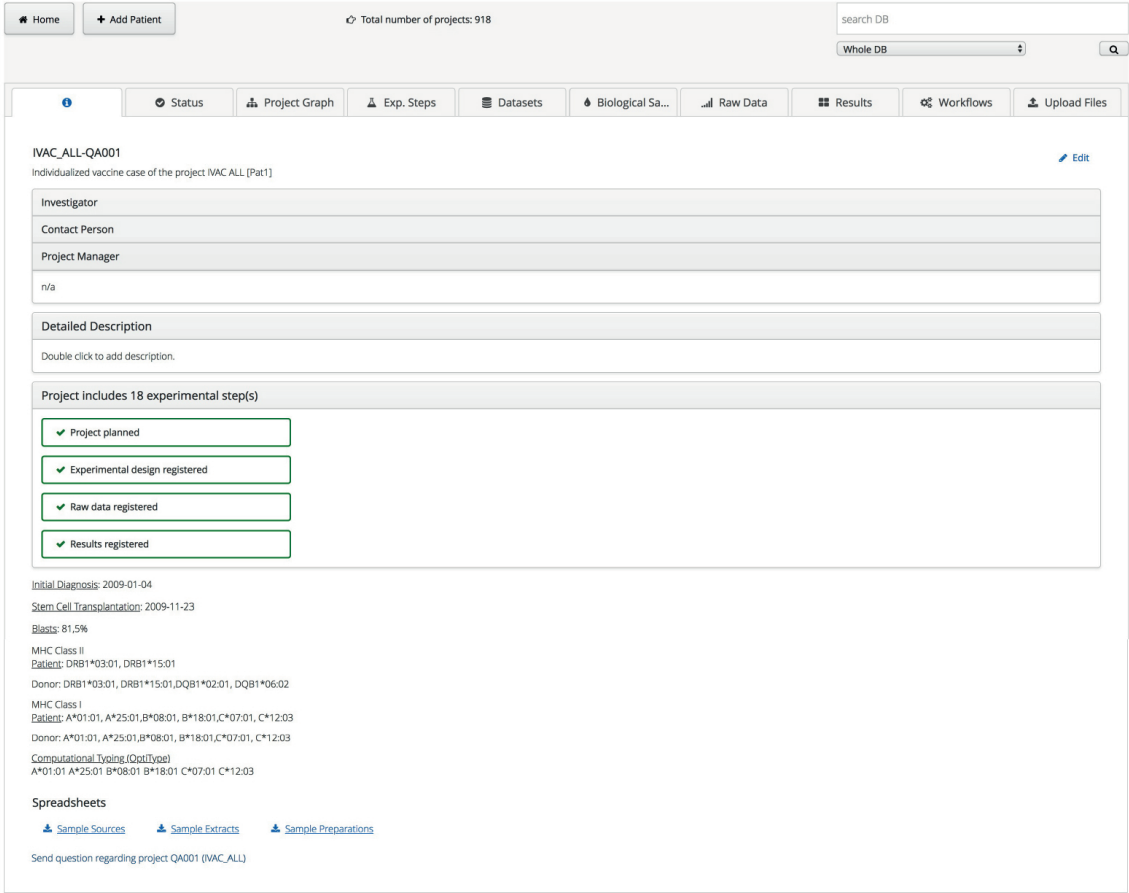 Home
+ Add Patient
Total number of projects: 918
search DB
Whole DB
Status
Project Graph
Exp. Steps
Datasets
Biological Sa...
Raw Data
Results
Workflows
Upload Files
IVAC_ALL-QA001
Edit
Individualized vaccine case of the project IVAC ALL [Pat1]
Investigator
Contact Person
Project Manager
n/a
Detailed Description
Double click to add description.
Project includes 18 experimental step(s)
Project planned
Experimental design registered
Raw data registered
Results registered
Initial Diagnosis: 2009-01-04
Stem Cell Transplantation: 2009-11-23
Blasts: 81,5%
MHC Class II
Patient: DRB1*03:01, DRB1*15:01
Donor: DRB1*03:01, DRB1*15:01,DQB1*02:01, DQB1*06:02
MHC Class I
Patient: A*01:01, A*25:01,B*08:01, B*18:01,C*07:01, C*12:03
Donor: A*01:01, A*25:01,B*08:01, B*18:01,C*07:01, C*12:03
Computational Typing (OptiType)
A*01:01 A*25:01 B*08:01 B*18:01 C*07:01 C*12:03
Spreadsheets
Sample Sources
Sample Extracts
Sample Preparations
Send question regarding project QA001 (IVAC_ALL)